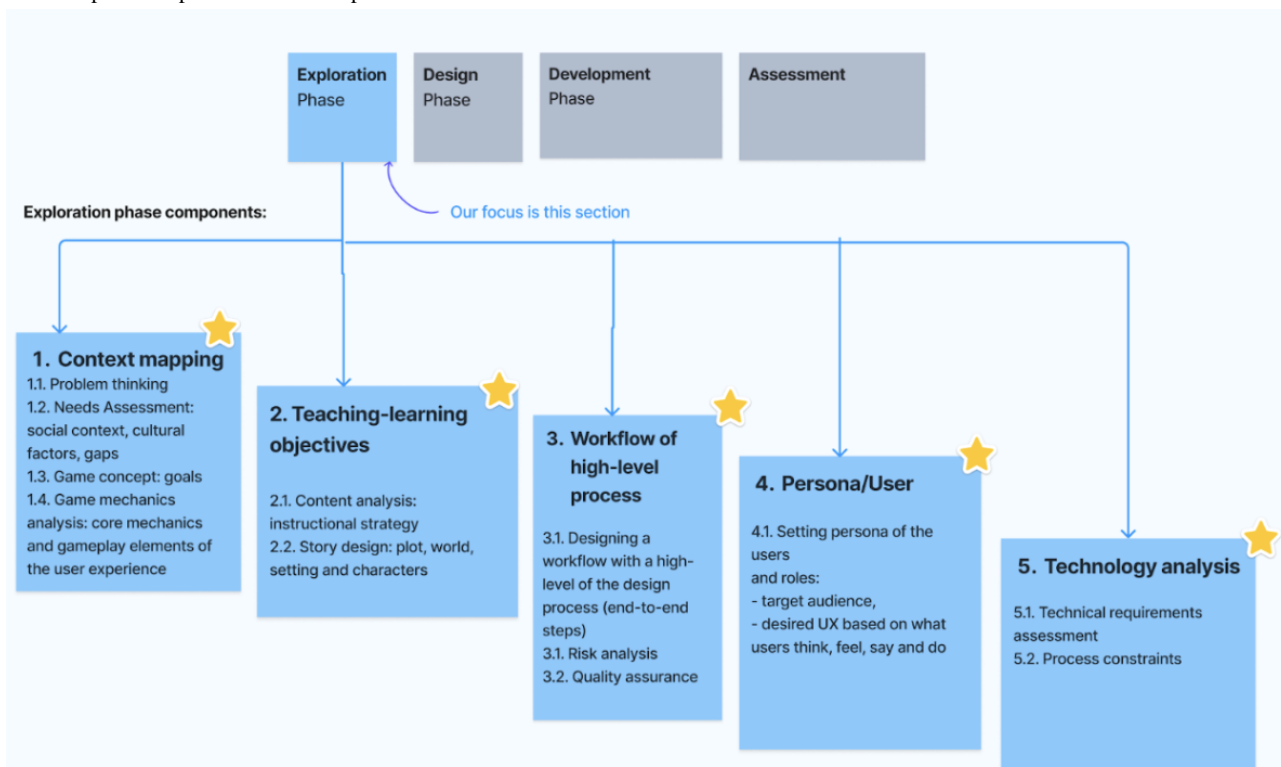 Exploration
Phase
Design
Phase
Development
Phase
Assessment
Exploration phase components:
Our focus is this section
1. Context mapping
1.1. Problem thinking
1.2. Needs Assessment:
social context, cultural
factors, gaps
1.3. Game concept: goals
1.4. Game mechanics
analysis: core mechanics
and gameplay elements of
the user experience
2. Teaching-learning
objectives
2.1. Content analysis:
instructional strategy
2.2. Story design: plot, world,
setting and characters
3. Workflow of
high-level
process
3.1. Designing a
workflow with a high-
level of the design
process (end-to-end
steps)
3.1. Risk analysis
3.2. Quality assurance
4. Persona/User
4.1. Setting persona of the
users
and roles:
- target audience,
- desired UX based on what
users think, feel, say and do
5. Technology analysis
5.1. Technical requirements
assessment
5.2. Process constraints